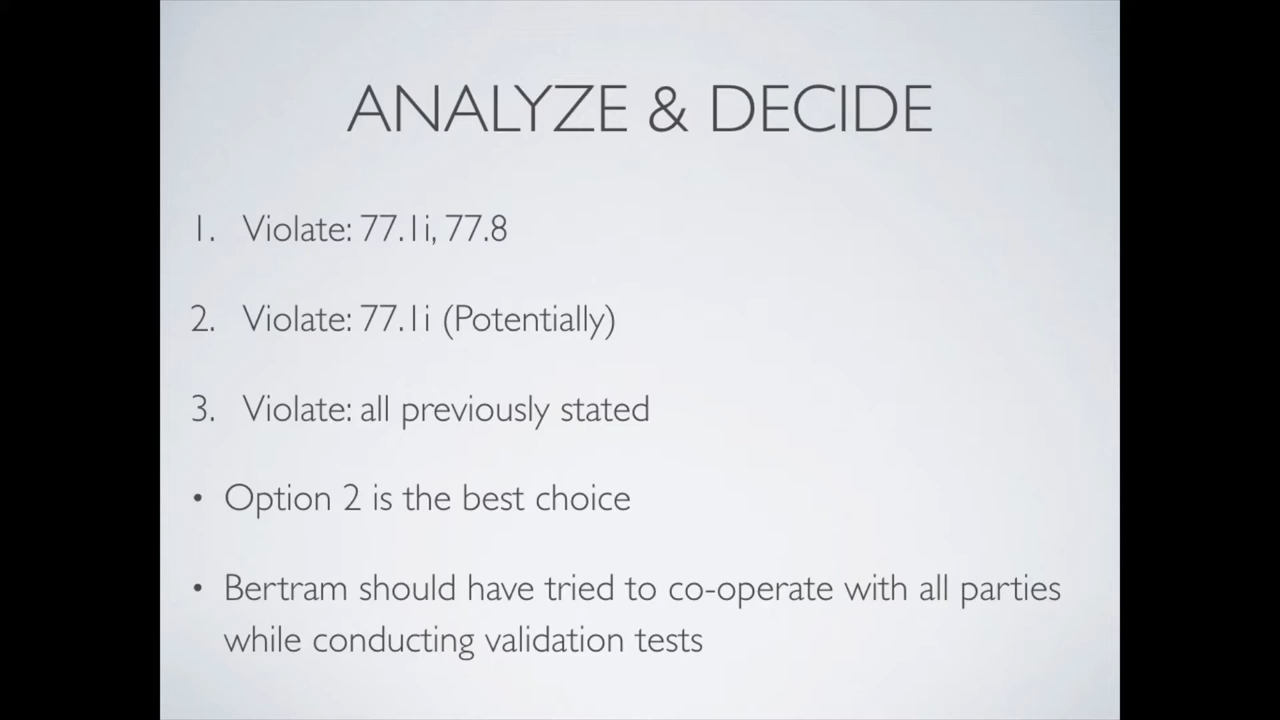 ANALYZE & DECIDE
1. Violate: 77.1i, 77.8
2. Violate: 77.1i (Potentially)
3. Violate: all previously stated
• Option 2 is the best choice
• Bertram should have tried to co-operate with all parties
while conducting validation tests